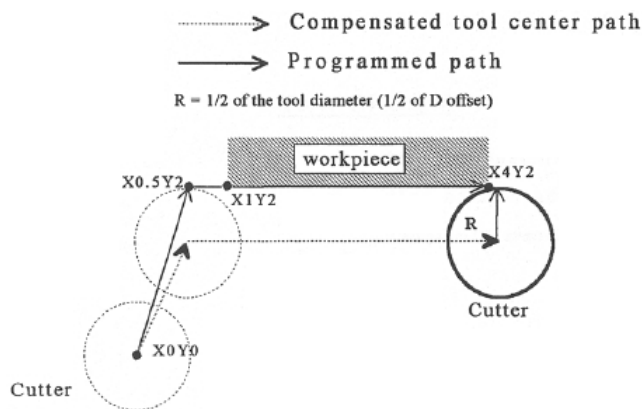 Compensated tool center path
Programmed path
R = 1/2 of the tool diameter (1/2 of D offset)
workpiece
X0.5Y2
X1Y2
X4Y2
R
Cutter
X0Y0
Cutter